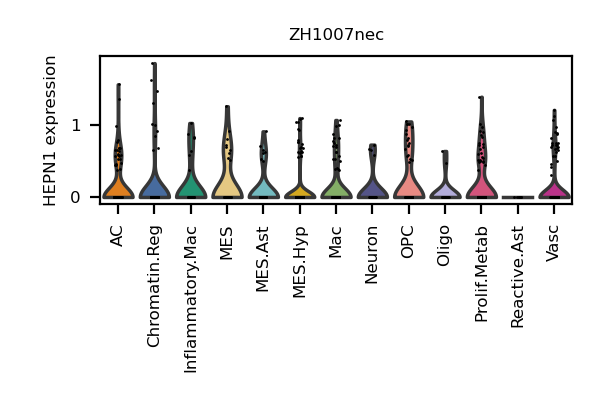 ZH1007nec
HEPN1 expression
1
0
AC
Chromatin.Reg
Inflammatory.Mac
MES
MES.Ast
MES.Hyp
Mac
Neuron
OPC
Oligo
Prolif.Metab
Reactive.Ast
Vasc